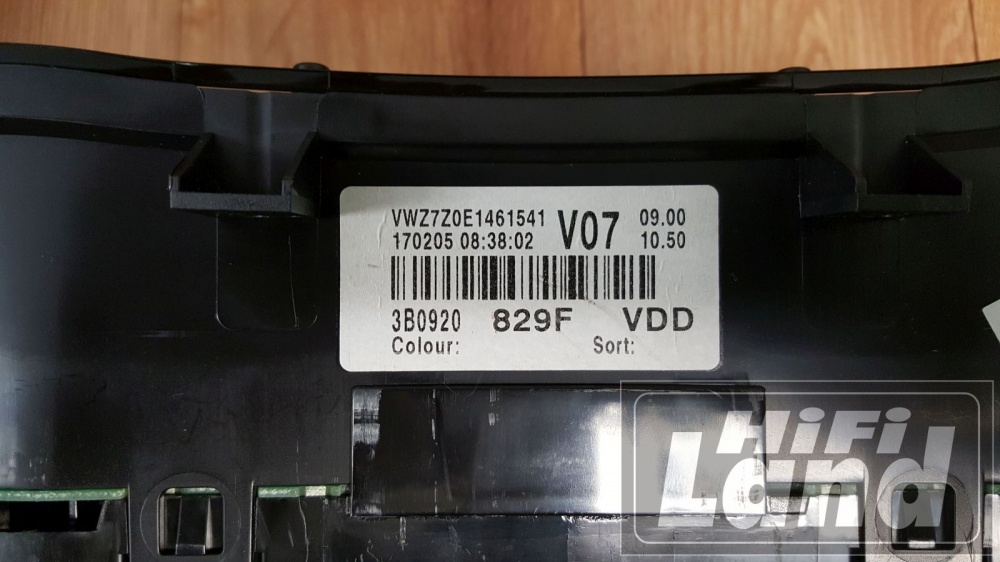 VWZ7Z0E1461541 V07 09.00
170205 08:38:02 10.50
3B0920 829F VDD
Colour: Sort:
HiFi
Land